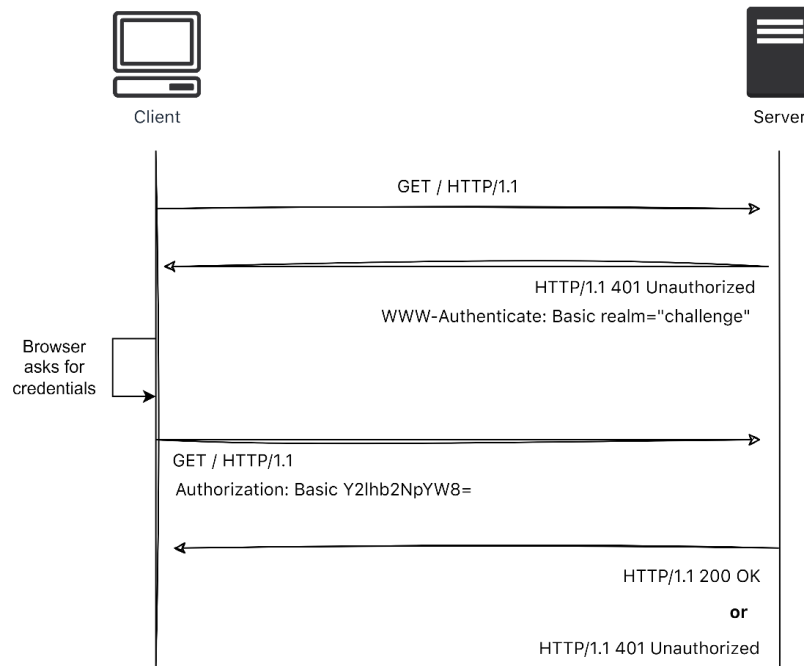 Client
Server
GET / HTTP/1.1
HTTP/1.1 401 Unauthorized
WWW-Authenticate: Basic realm="challenge"
Browser
asks for
credentials
GET / HTTP/1.1
Authorization: Basic Y2lhb2NpYW8=
HTTP/1.1 200 OK
or
HTTP/1.1 401 Unauthorized